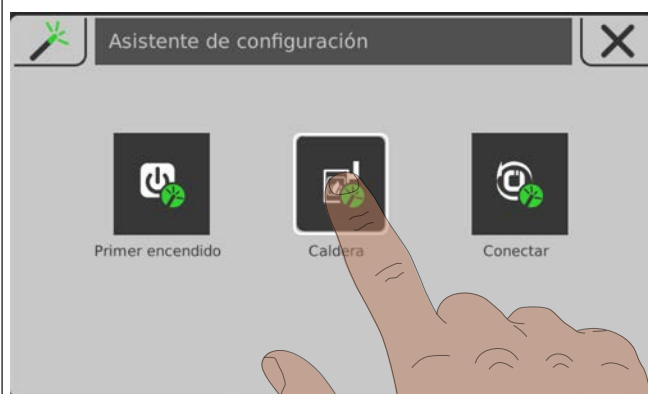 Asistente de configuración
Primer encendido
Caldera
Conectar